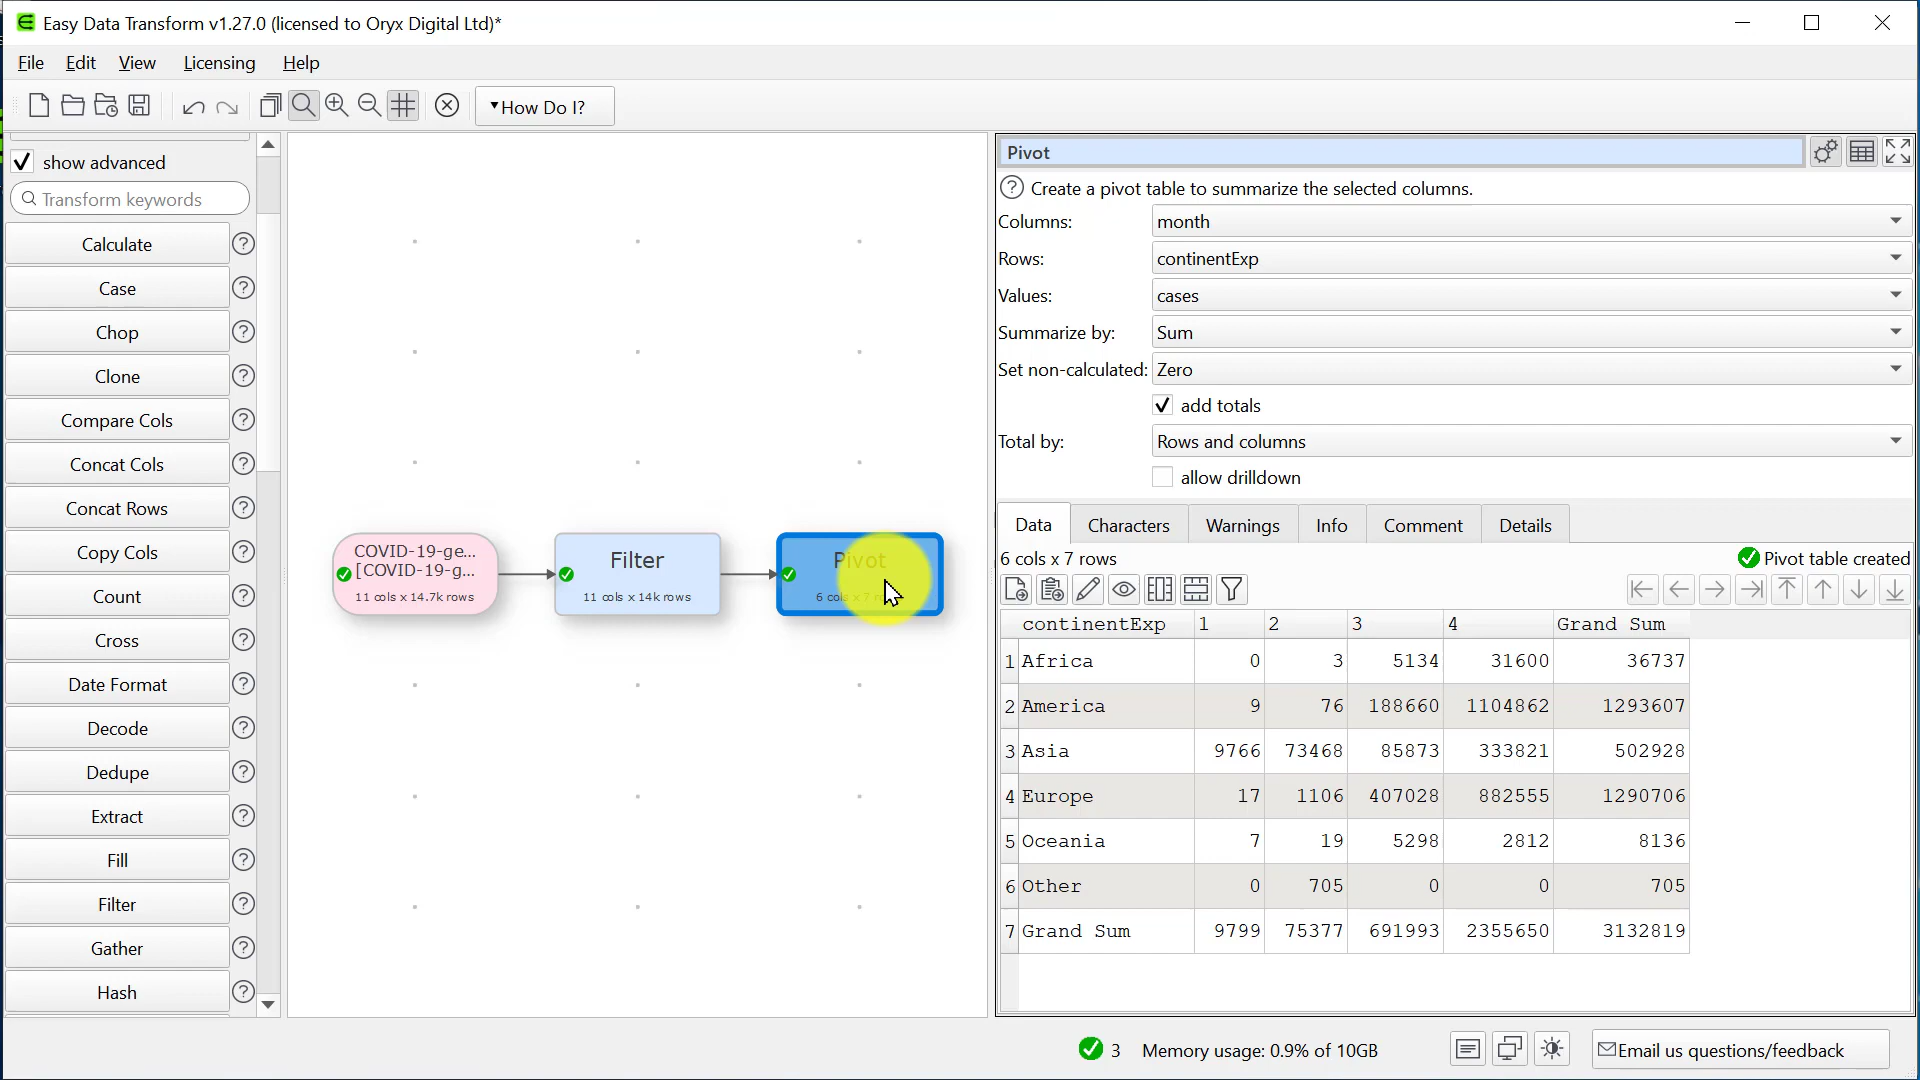 Easy Data Transform v1.27.0 (licensed to Oryx Digital Ltd)*
File Edit View Licensing Help
How Do I?
show advanced
Transform keywords
Calculate
Case
Chop
Clone
Compare Cols
Concat Cols
Concat Rows
Copy Cols
Count
Cross
Date Format
Decode
Dedupe
Extract
Fill
Filter
Gather
Hash
COVID-19-ge...
[COVID-19-g...
11 cols x 14.7k rows
Filter
11 cols x 14k rows
Pivot
6 cols x 7 rows
Pivot
Create a pivot table to summarize the selected columns.
Columns: month
Rows: continentExp
Values: cases
Summarize by: Sum
Set non-calculated: Zero
add totals
Total by: Rows and columns
allow drilldown
Data Characters Warnings Info Comment Details
6 cols x 7 rows Pivot table created
continentExp 1 2 3 4 Grand Sum
1 Africa 0 3 5134 31600 36737
2 America 9 76 188660 1104862 1293607
3 Asia 9766 73468 85873 333821 502928
4 Europe 17 1106 407028 882555 1290706
5 Oceania 7 19 5298 2812 8136
6 Other 0 705 0 0 705
7 Grand Sum 9799 75377 691993 2355650 3132819
3 Memory usage: 0.9% of 10GB Email us questions/feedback